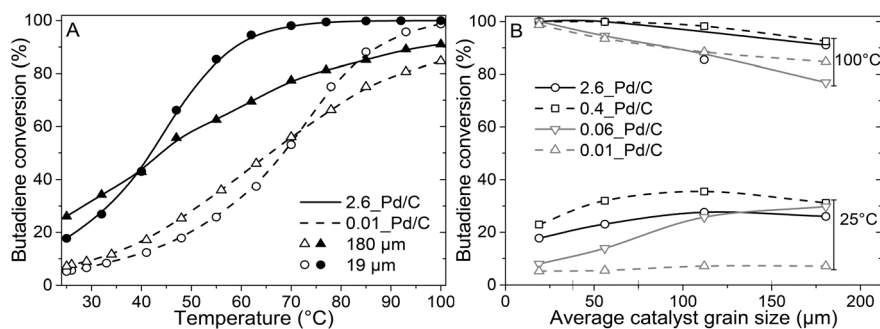 A
Butadiene conversion (%)
100
80
60
40
20
0
30
40
50
60
70
80
90
100
Temperature (°C)
2.6_Pd/C
0.01_Pd/C
180 µm
19 µm
B
Butadiene conversion (%)
100
80
60
40
20
0
0
50
100
150
200
Average catalyst grain size (µm)
2.6_Pd/C
0.4_Pd/C
0.06_Pd/C
0.01_Pd/C
100°C
25°C